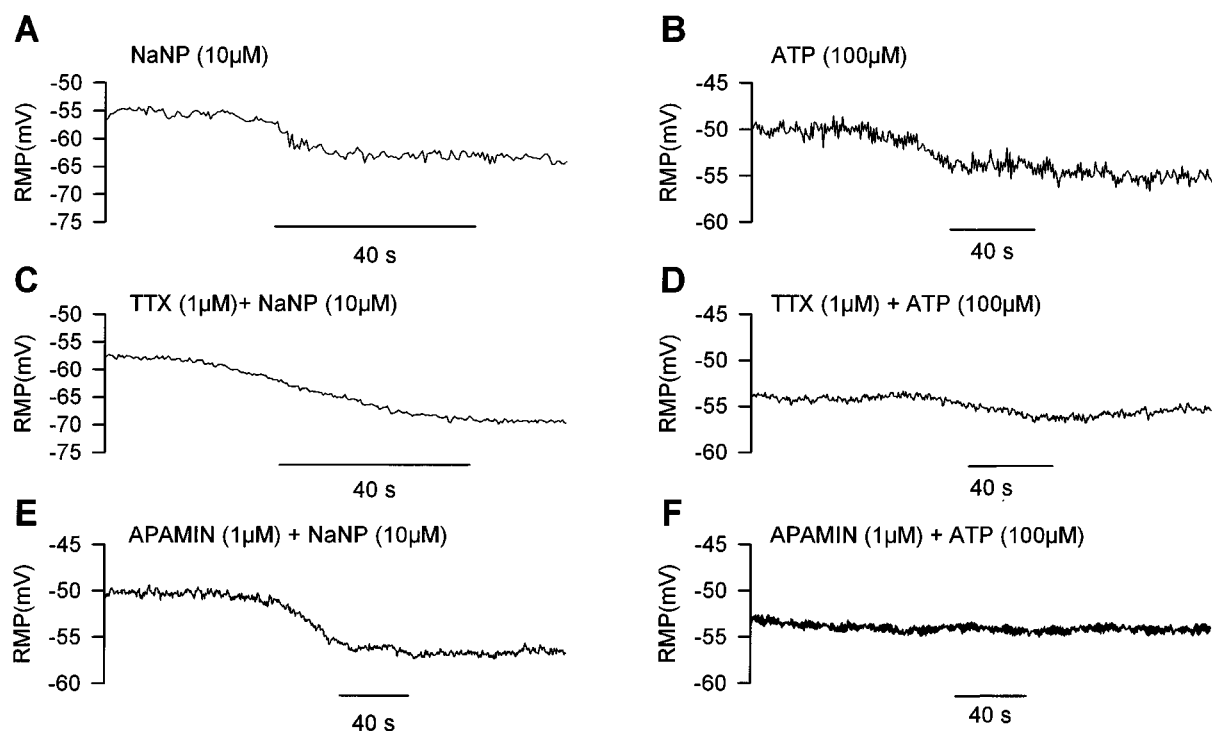 A
NaNP (10µM)
-50
-55
-60
-65
-70
-75
RMP(mV)
40 s
B
ATP (100µM)
-45
-50
-55
-60
RMP(mV)
40 s
C
TTX (1µM)+ NaNP (10µM)
-50
-55
-60
-65
-70
-75
RMP(mV)
40 s
D
TTX (1µM) + ATP (100µM)
-45
-50
-55
-60
RMP(mV)
40 s
E
APAMIN (1µM) + NaNP (10µM)
-45
-50
-55
-60
RMP(mV)
40 s
F
APAMIN (1µM) + ATP (100µM)
-45
-50
-55
-60
RMP(mV)
40 s